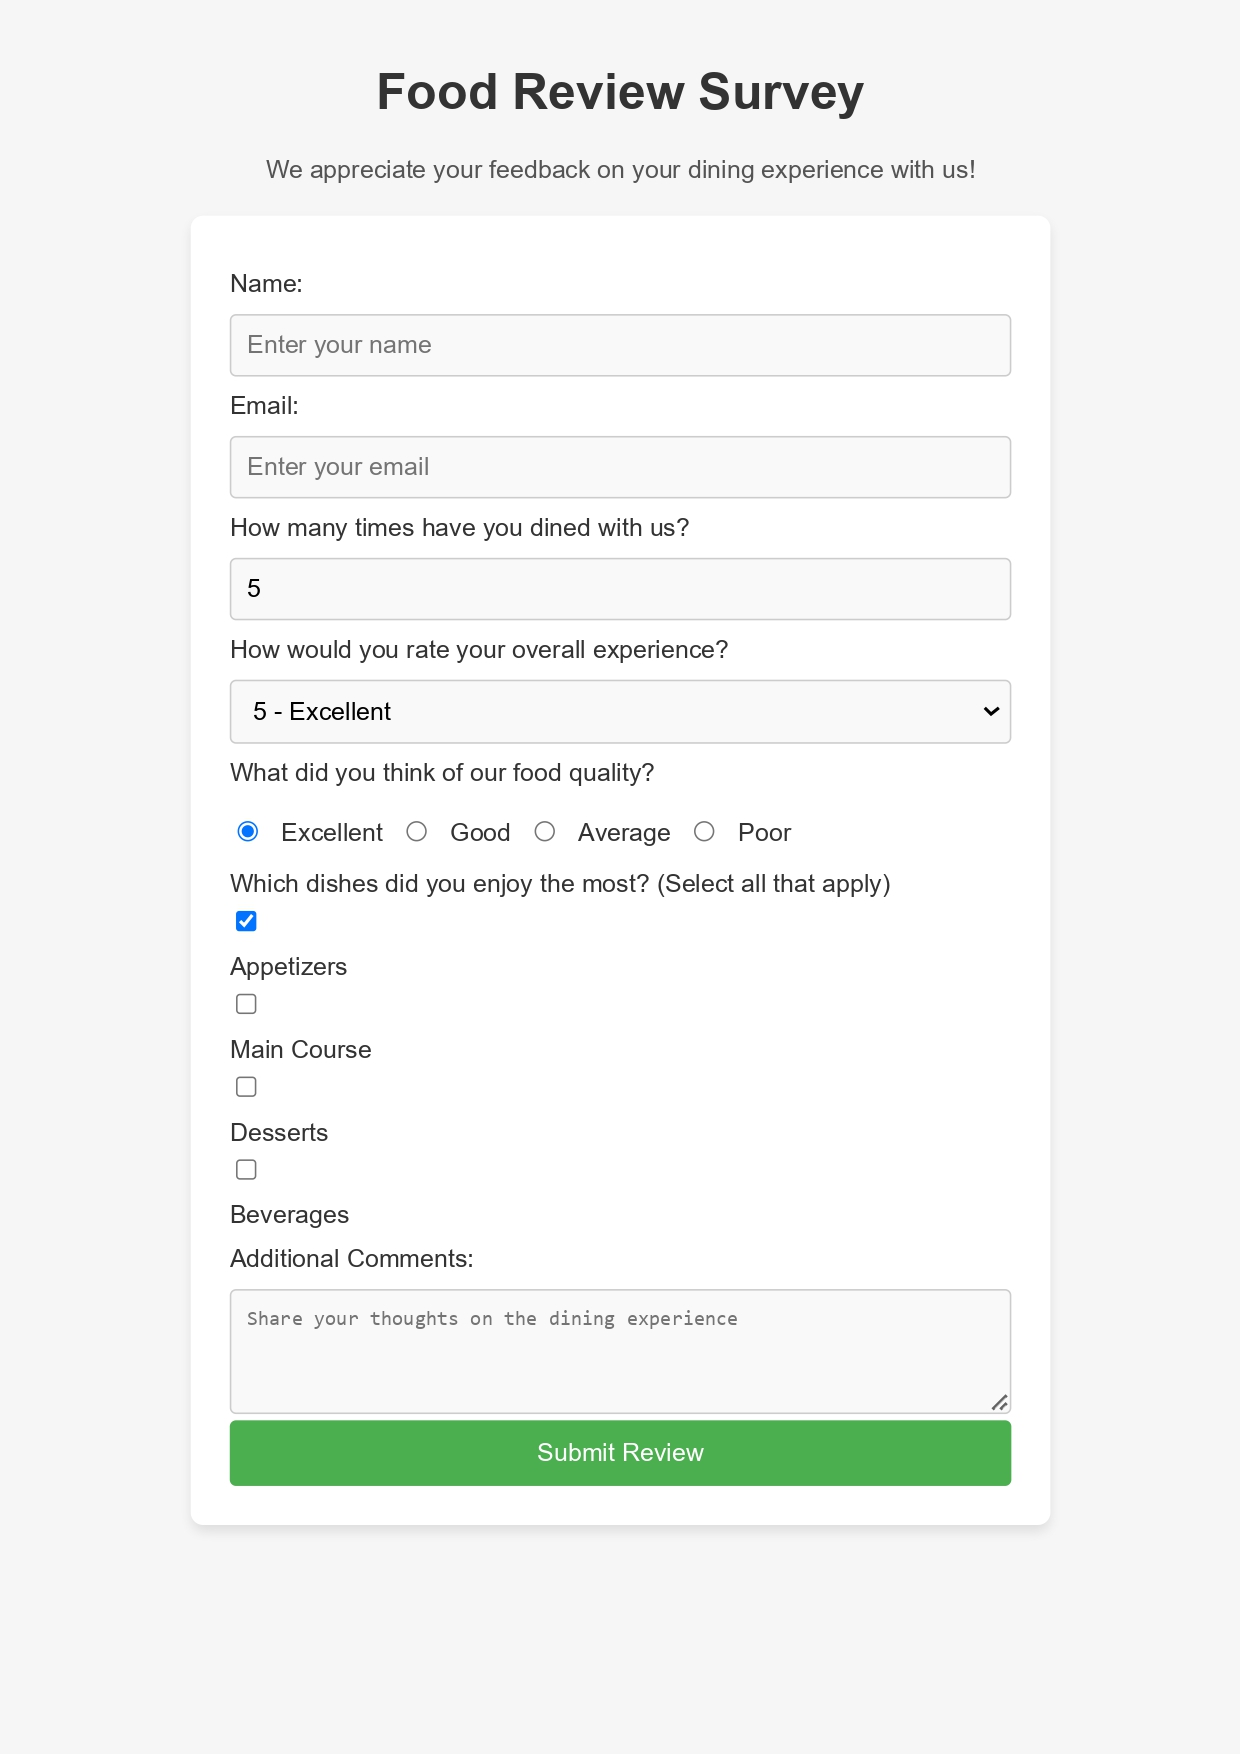 Food Review Survey
We appreciate your feedback on your dining experience with us!
Name:
Enter your name
Email:
Enter your email
How many times have you dined with us?
5
How would you rate your overall experience?
5 - Excellent
What did you think of our food quality?
Excellent Good Average Poor
Which dishes did you enjoy the most? (Select all that apply)
Appetizers
Main Course
Desserts
Beverages
Additional Comments:
Share your thoughts on the dining experience
Submit Review